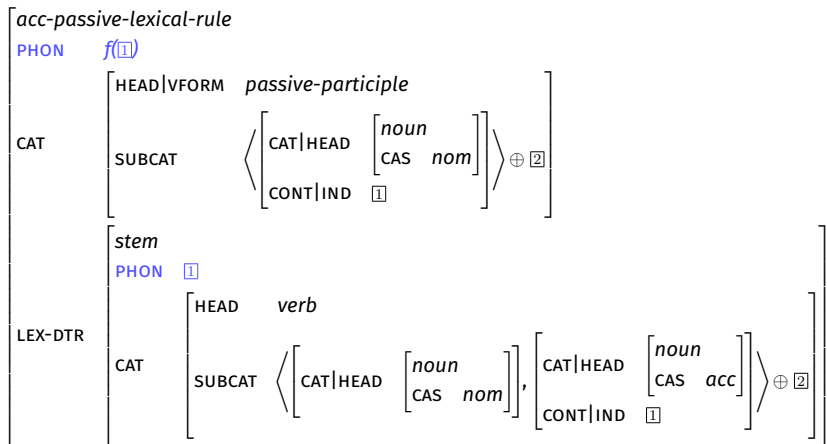 acc-passive-lexical-rule
PHON f(1)
HEAD|VFORM passive-participle
CAT SUBCAT ⟨ CAT|HEAD noun
CAS nom ⟩ ⊕ 2
CONT|IND 1
stem
PHON 1
HEAD verb
LEX-DTR CAT SUBCAT ⟨ CAT|HEAD noun
CAS nom , CAT|HEAD noun
CAS acc ⟩ ⊕ 2
CONT|IND 1